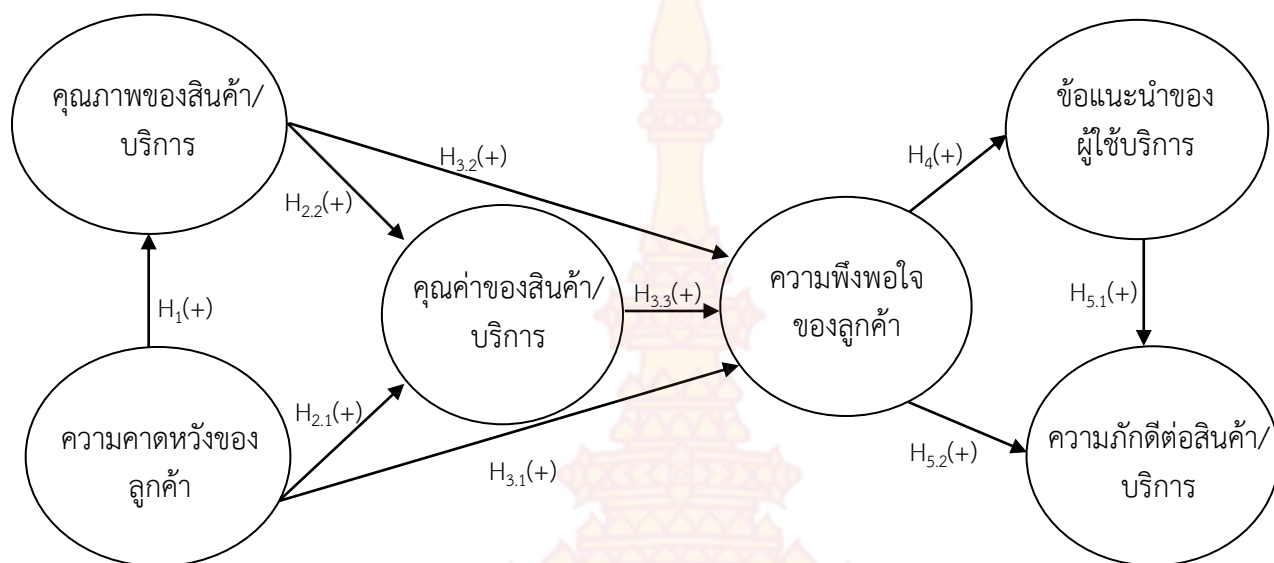 คุณภาพของสินค้า/
บริการ
ข้อแนะนำของ
ผู้ใช้บริการ
H3.2(+)
H4(+)
H2.2(+)
คุณค่าของสินค้า/
บริการ
H3.3(+)
ความพึงพอใจ
ของลูกค้า
H1(+)
H5.1(+)
H2.1(+)
ความคาดหวังของ
ลูกค้า
H3.1(+)
H5.2(+)
ความภักดีต่อสินค้า/
บริการ